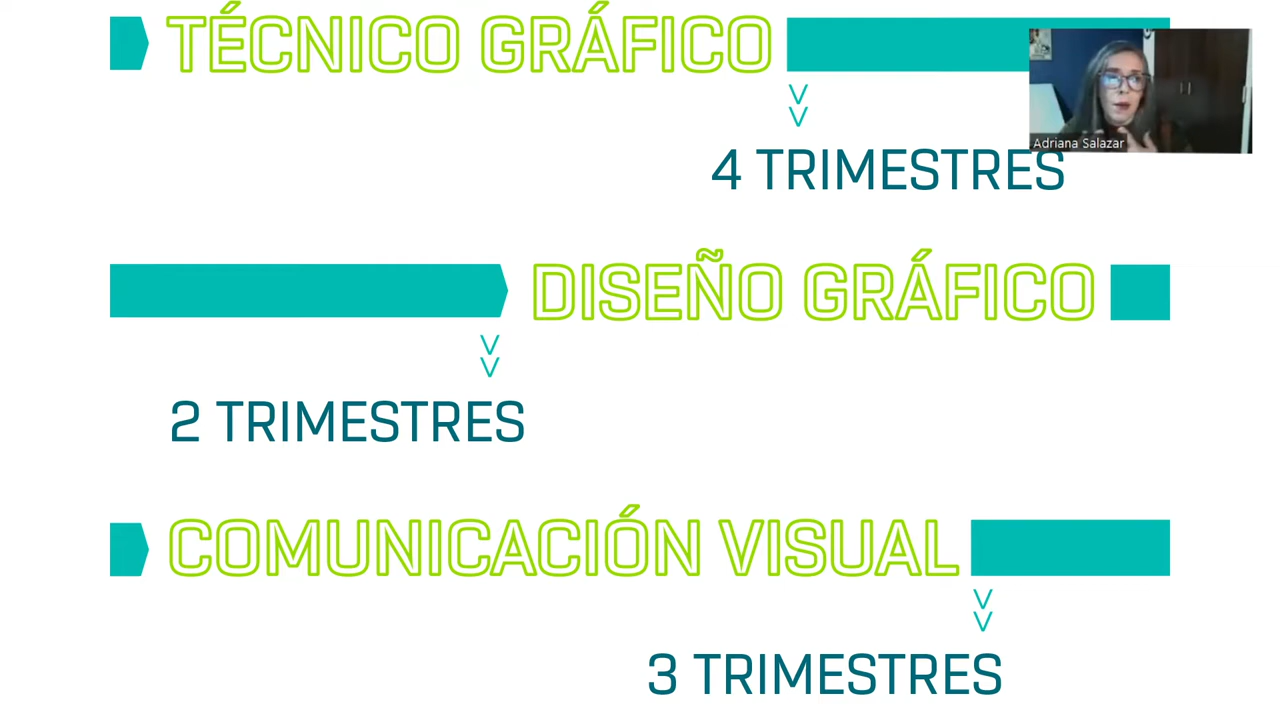 TÉCNICO GRÁFICO
Adriana Salazar
4 TRIMESTRES
DISEÑO GRÁFICO
2 TRIMESTRES
COMUNICACIÓN VISUAL
3 TRIMESTRES